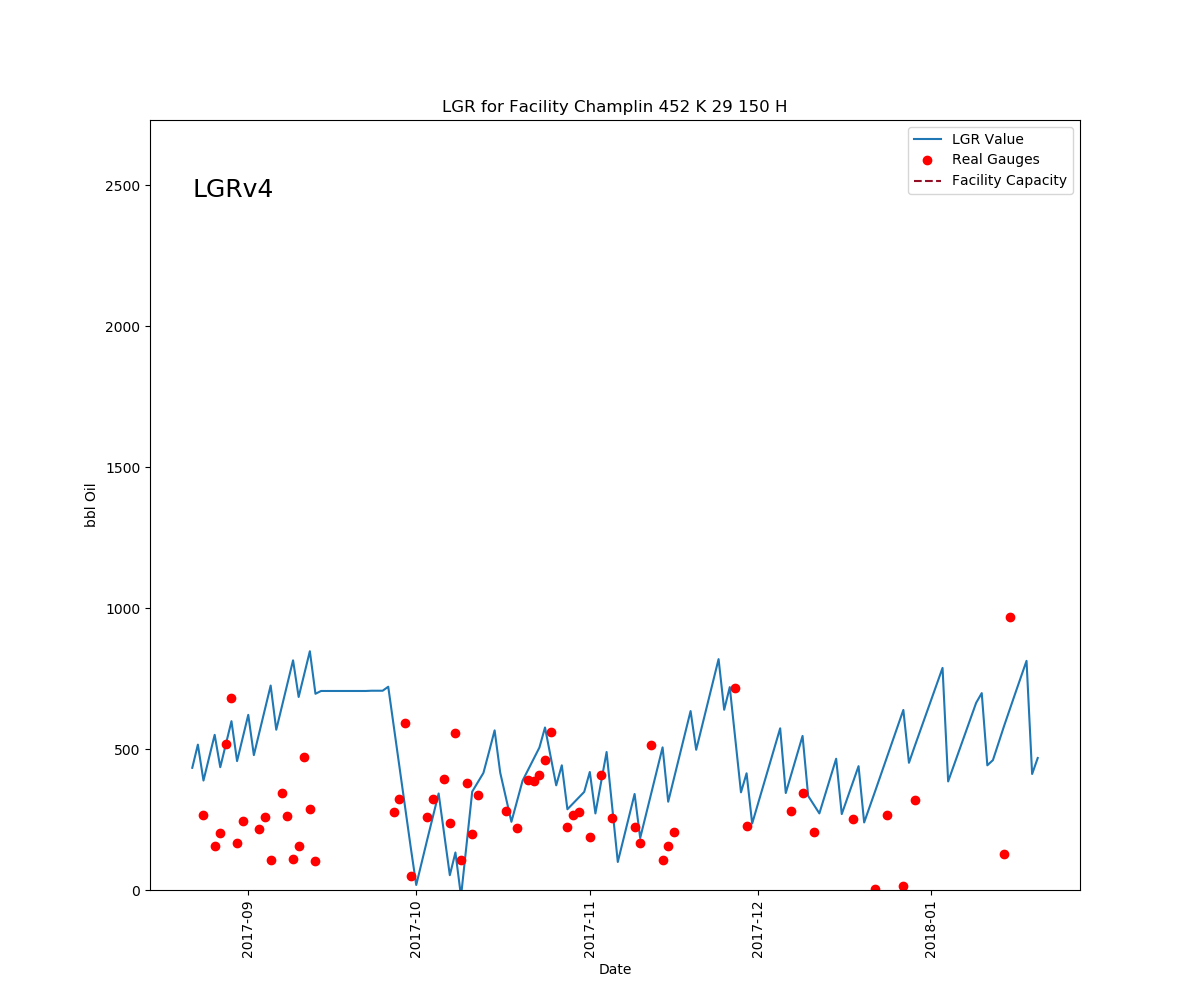 LGR for Facility Champlin 452 K 29 150 H
LGR Value
Real Gauges
Facility Capacity
LGRv4
2500
2000
1500
1000
500
0
bbl Oil
2017-09
2017-10
2017-11
2017-12
2018-01
Date